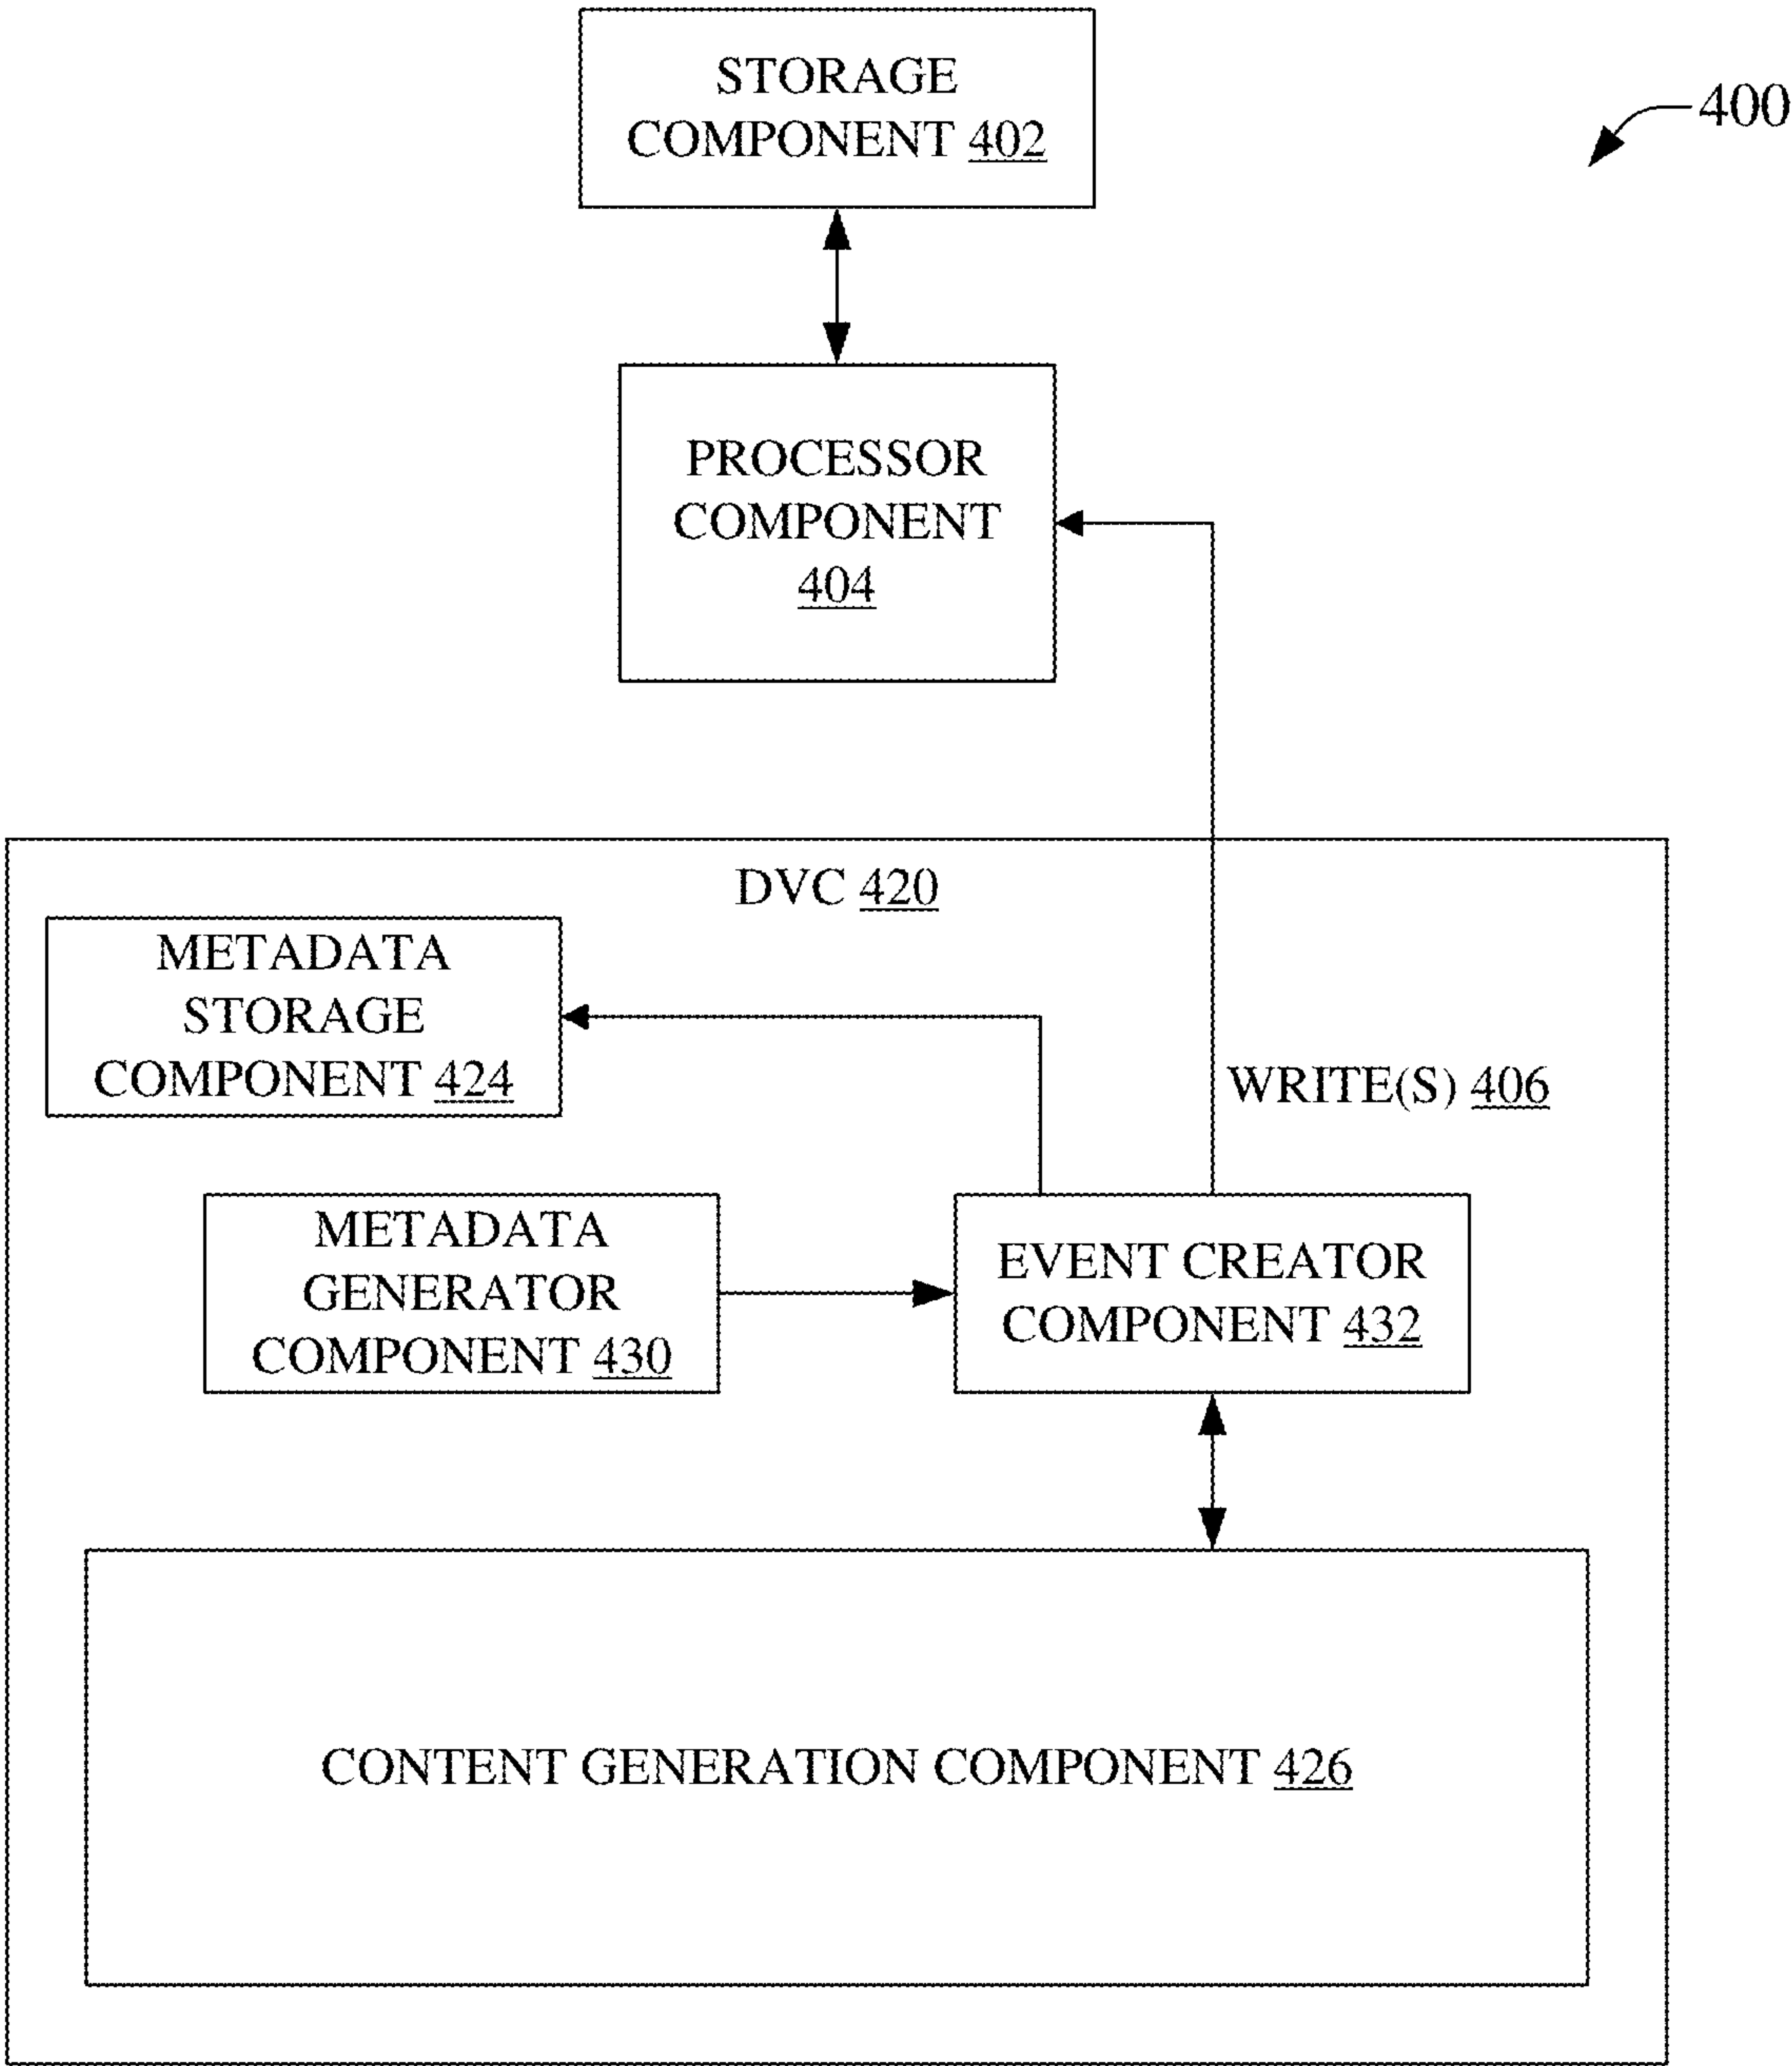 STORAGE
COMPONENT 402
400
PROCESSOR
COMPONENT
404
DVC 420
METADATA
STORAGE
COMPONENT 424
WRITE(S) 406
METADATA
GENERATOR
COMPONENT 430
EVENT CREATOR
COMPONENT 432
CONTENT GENERATION COMPONENT 426